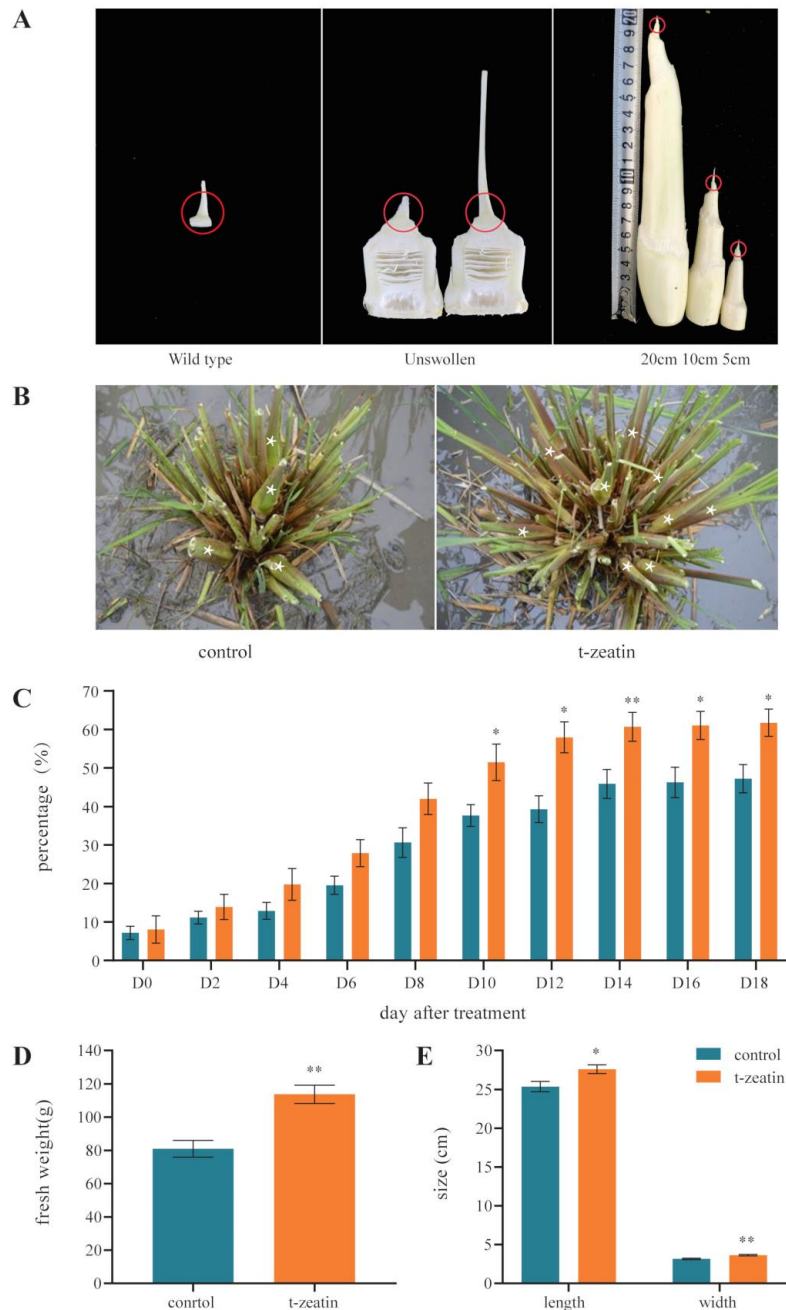 A
Wild type
Unswollen
20cm 10cm 5cm
B
control
t-zeatin
C
percentage (%)
70
60
50
40
30
20
10
0
* * ** * *
D0 D2 D4 D6 D8 D10 D12 D14 D16 D18
day after treatment
D
fresh weight(g)
140
120
100
80
60
40
20
0
**
conrtol t-zeatin
E
size (cm)
30
25
20
15
10
5
0
*
**
length width
control
t-zeatin